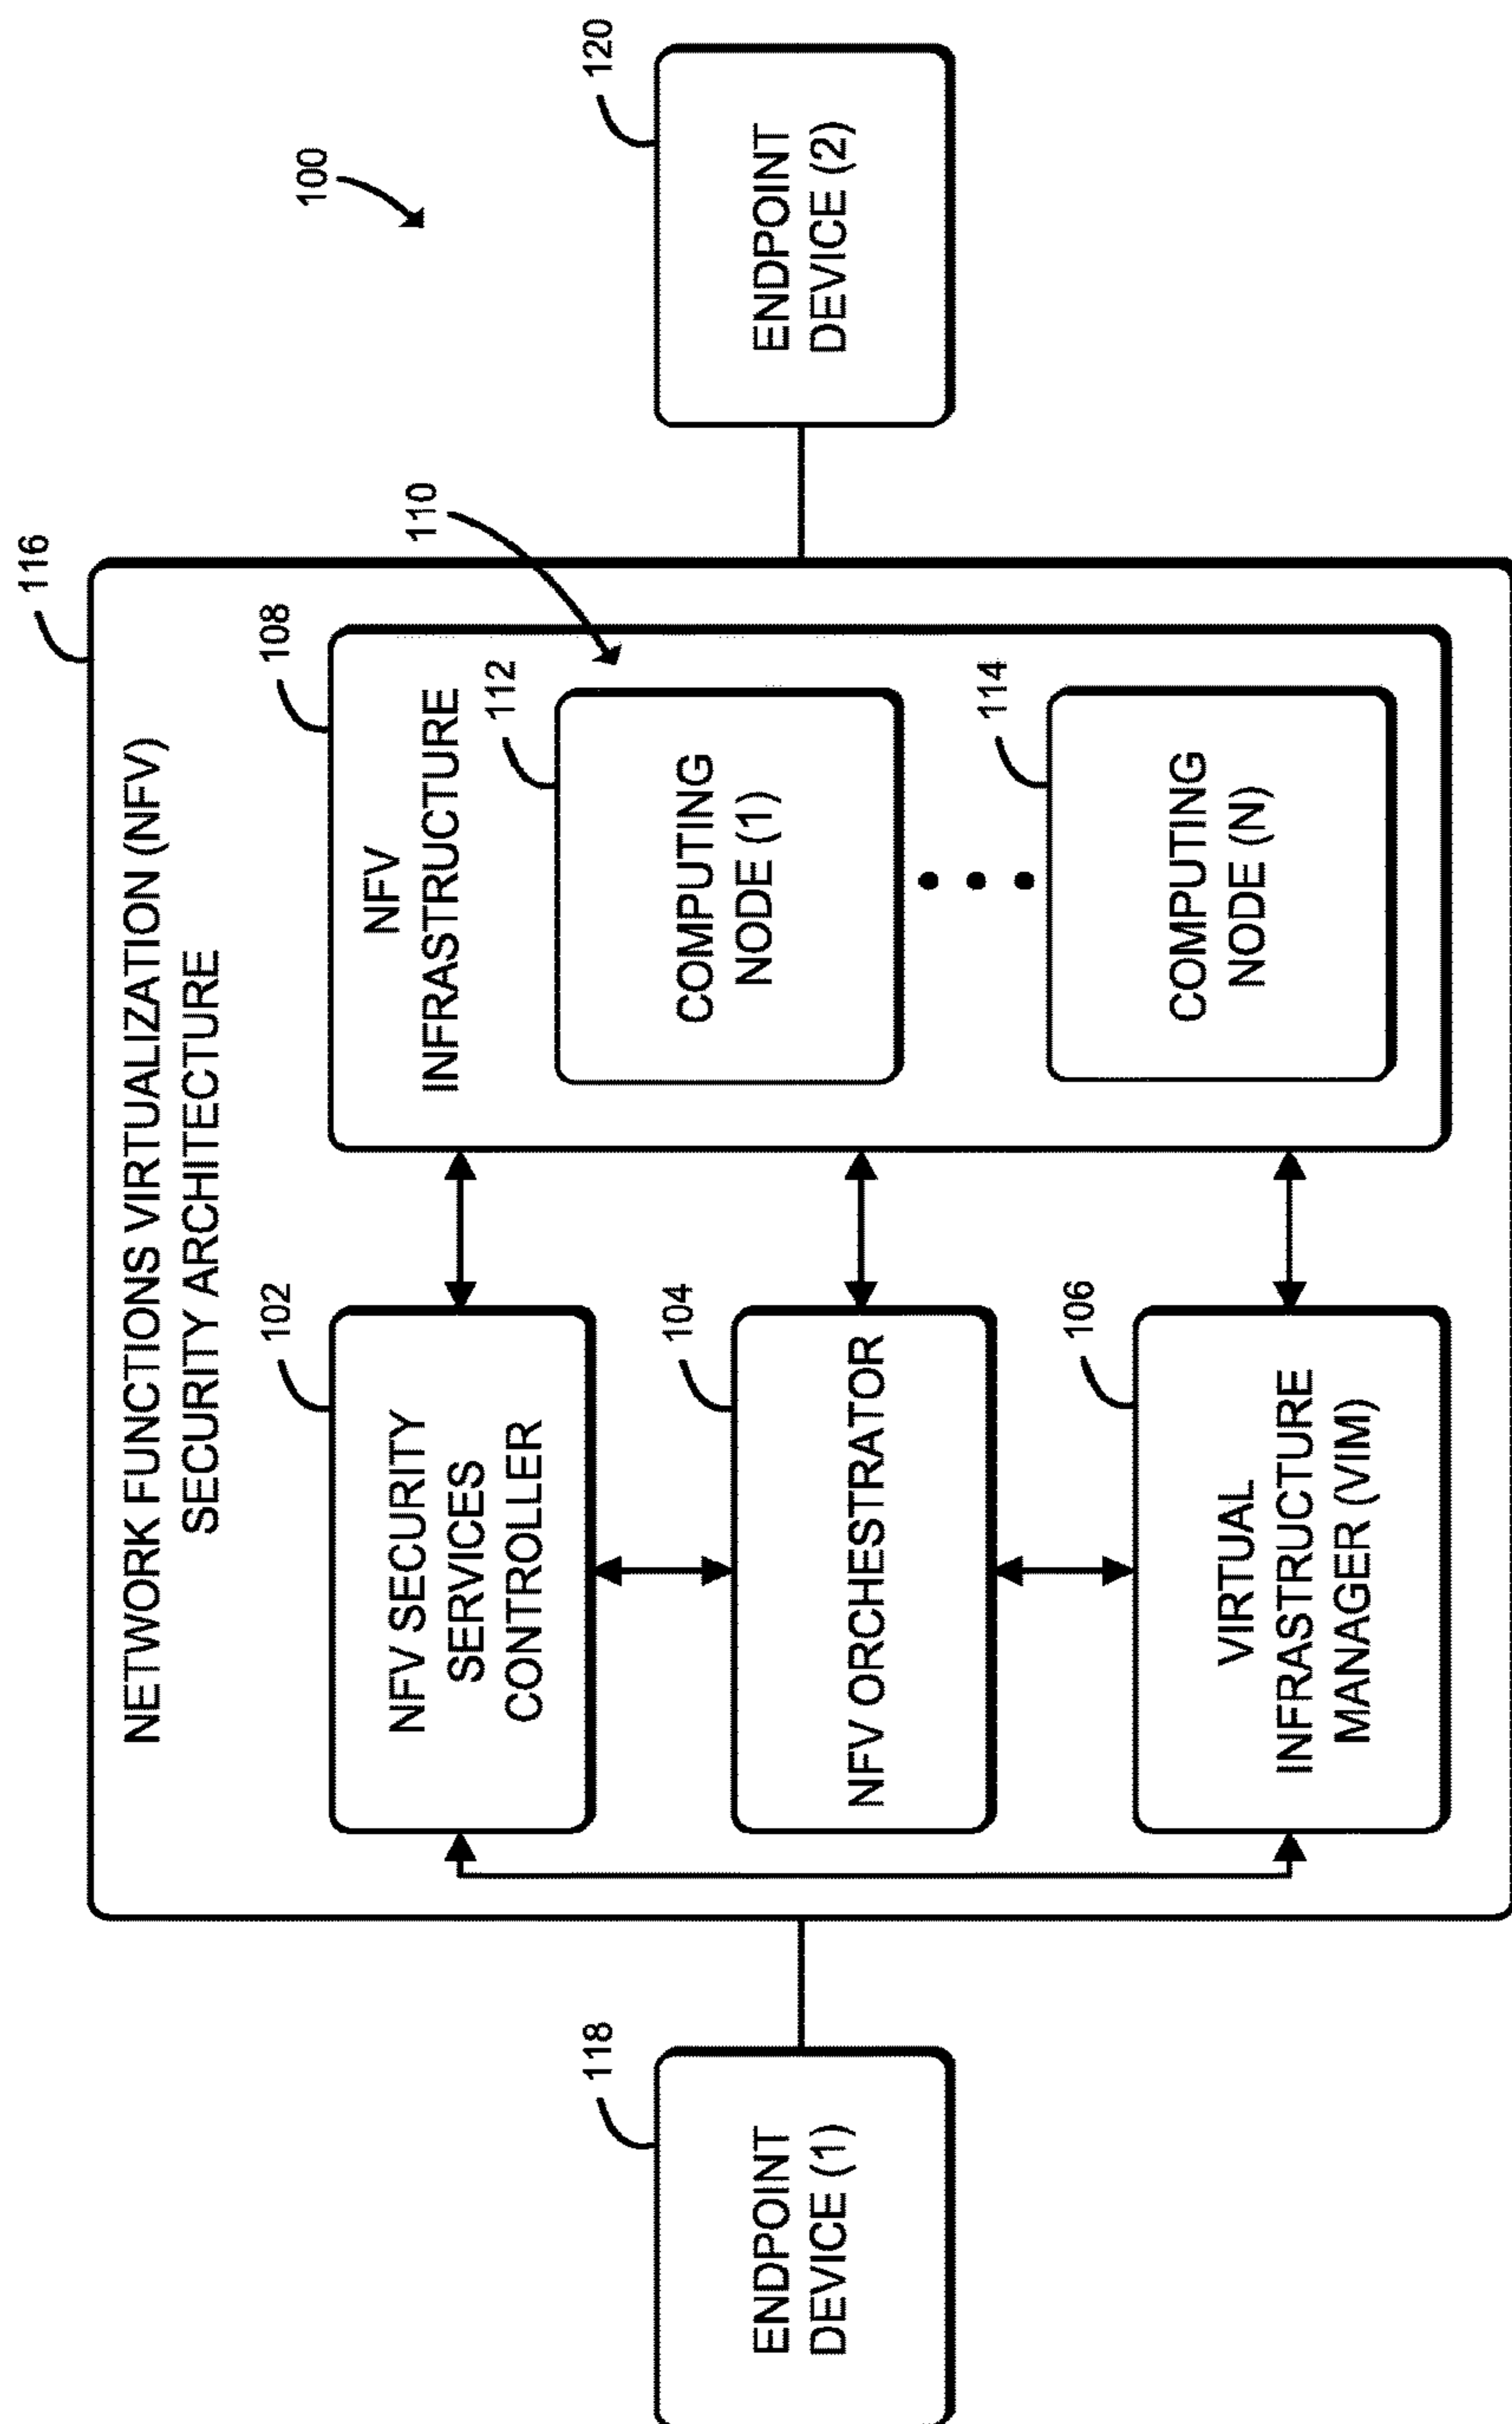 100
116
NETWORK FUNCTIONS VIRTUALIZATION (NFV)
SECURITY ARCHITECTURE
102
NFV SECURITY
SERVICES
CONTROLLER
104
NFV ORCHESTRATOR
106
VIRTUAL
INFRASTRUCTURE
MANAGER (VIM)
108
NFV
INFRASTRUCTURE
110
112
COMPUTING
NODE (1)
114
COMPUTING
NODE (N)
118
ENDPOINT
DEVICE (1)
120
ENDPOINT
DEVICE (2)